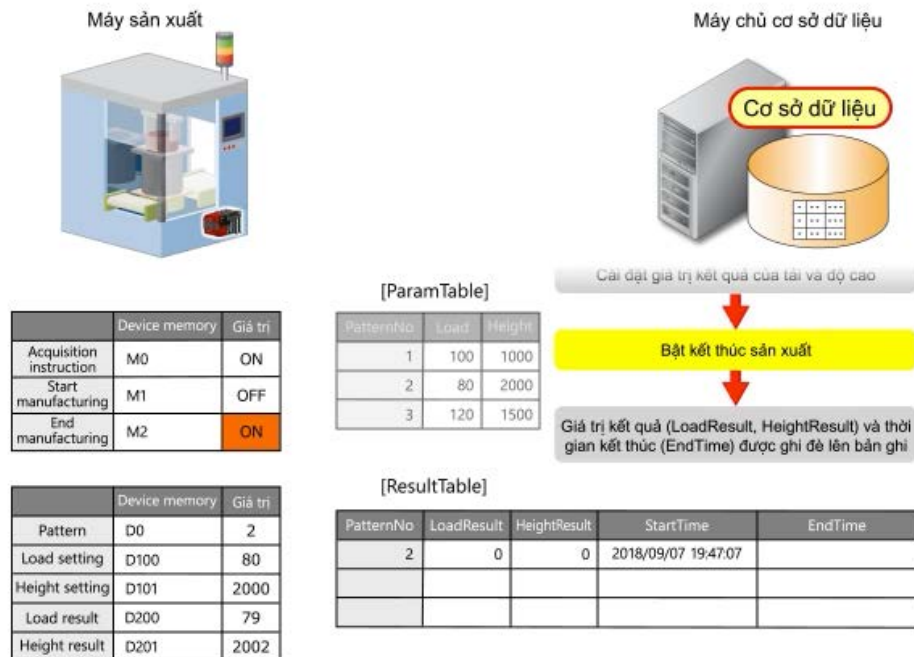 Máy sản xuất
Máy chủ cơ sở dữ liệu
Cơ sở dữ liệu
Cài đặt giá trị kết quả của tải và độ cao
Bật kết thúc sản xuất
Giá trị kết quả (LoadResult, HeightResult) và thời
gian kết thúc (EndTime) được ghi đè lên bản ghi
Device memory Giá trị
Acquisition
instruction M0 ON
Start
manufacturing M1 OFF
End
manufacturing M2 ON
[ParamTable]
PatternNo Load Height
1 100 1000
2 80 2000
3 120 1500
Device memory Giá trị
Pattern D0 2
Load setting D100 80
Height setting D101 2000
Load result D200 79
Height result D201 2002
[ResultTable]
PatternNo LoadResult HeightResult StartTime EndTime
2 0 0 2018/09/07 19:47:07